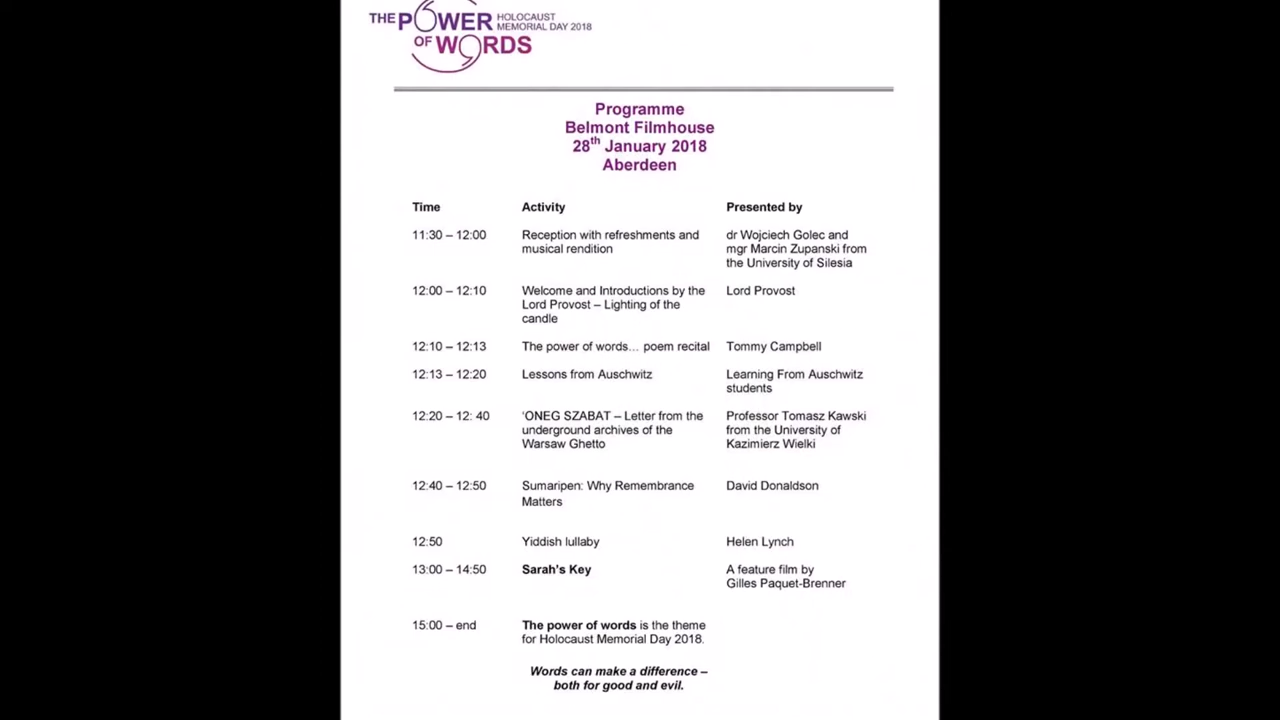 THE POWER HOLOCAUST MEMORIAL DAY 2018
OF WORDS
Programme
Belmont Filmhouse
28th January 2018
Aberdeen
Time Activity Presented by
11:30 – 12:00 Reception with refreshments and dr Wojciech Golec and
musical rendition mgr Marcin Zupanski from
the University of Silesia
12:00 – 12:10 Welcome and Introductions by the Lord Provost
Lord Provost – Lighting of the
candle
12:10 – 12:13 The power of words... poem recital Tommy Campbell
12:13 – 12:20 Lessons from Auschwitz Learning From Auschwitz
students
12:20 – 12: 40 ‘ONEG SZABAT – Letter from the Professor Tomasz Kawski
underground archives of the from the University of
Warsaw Ghetto Kazimierz Wielki
12:40 – 12:50 Sumaripen: Why Remembrance David Donaldson
Matters
12:50 Yiddish lullaby Helen Lynch
13:00 – 14:50 Sarah's Key A feature film by
Gilles Paquet-Brenner
15:00 – end The power of words is the theme
for Holocaust Memorial Day 2018.
Words can make a difference –
both for good and evil.